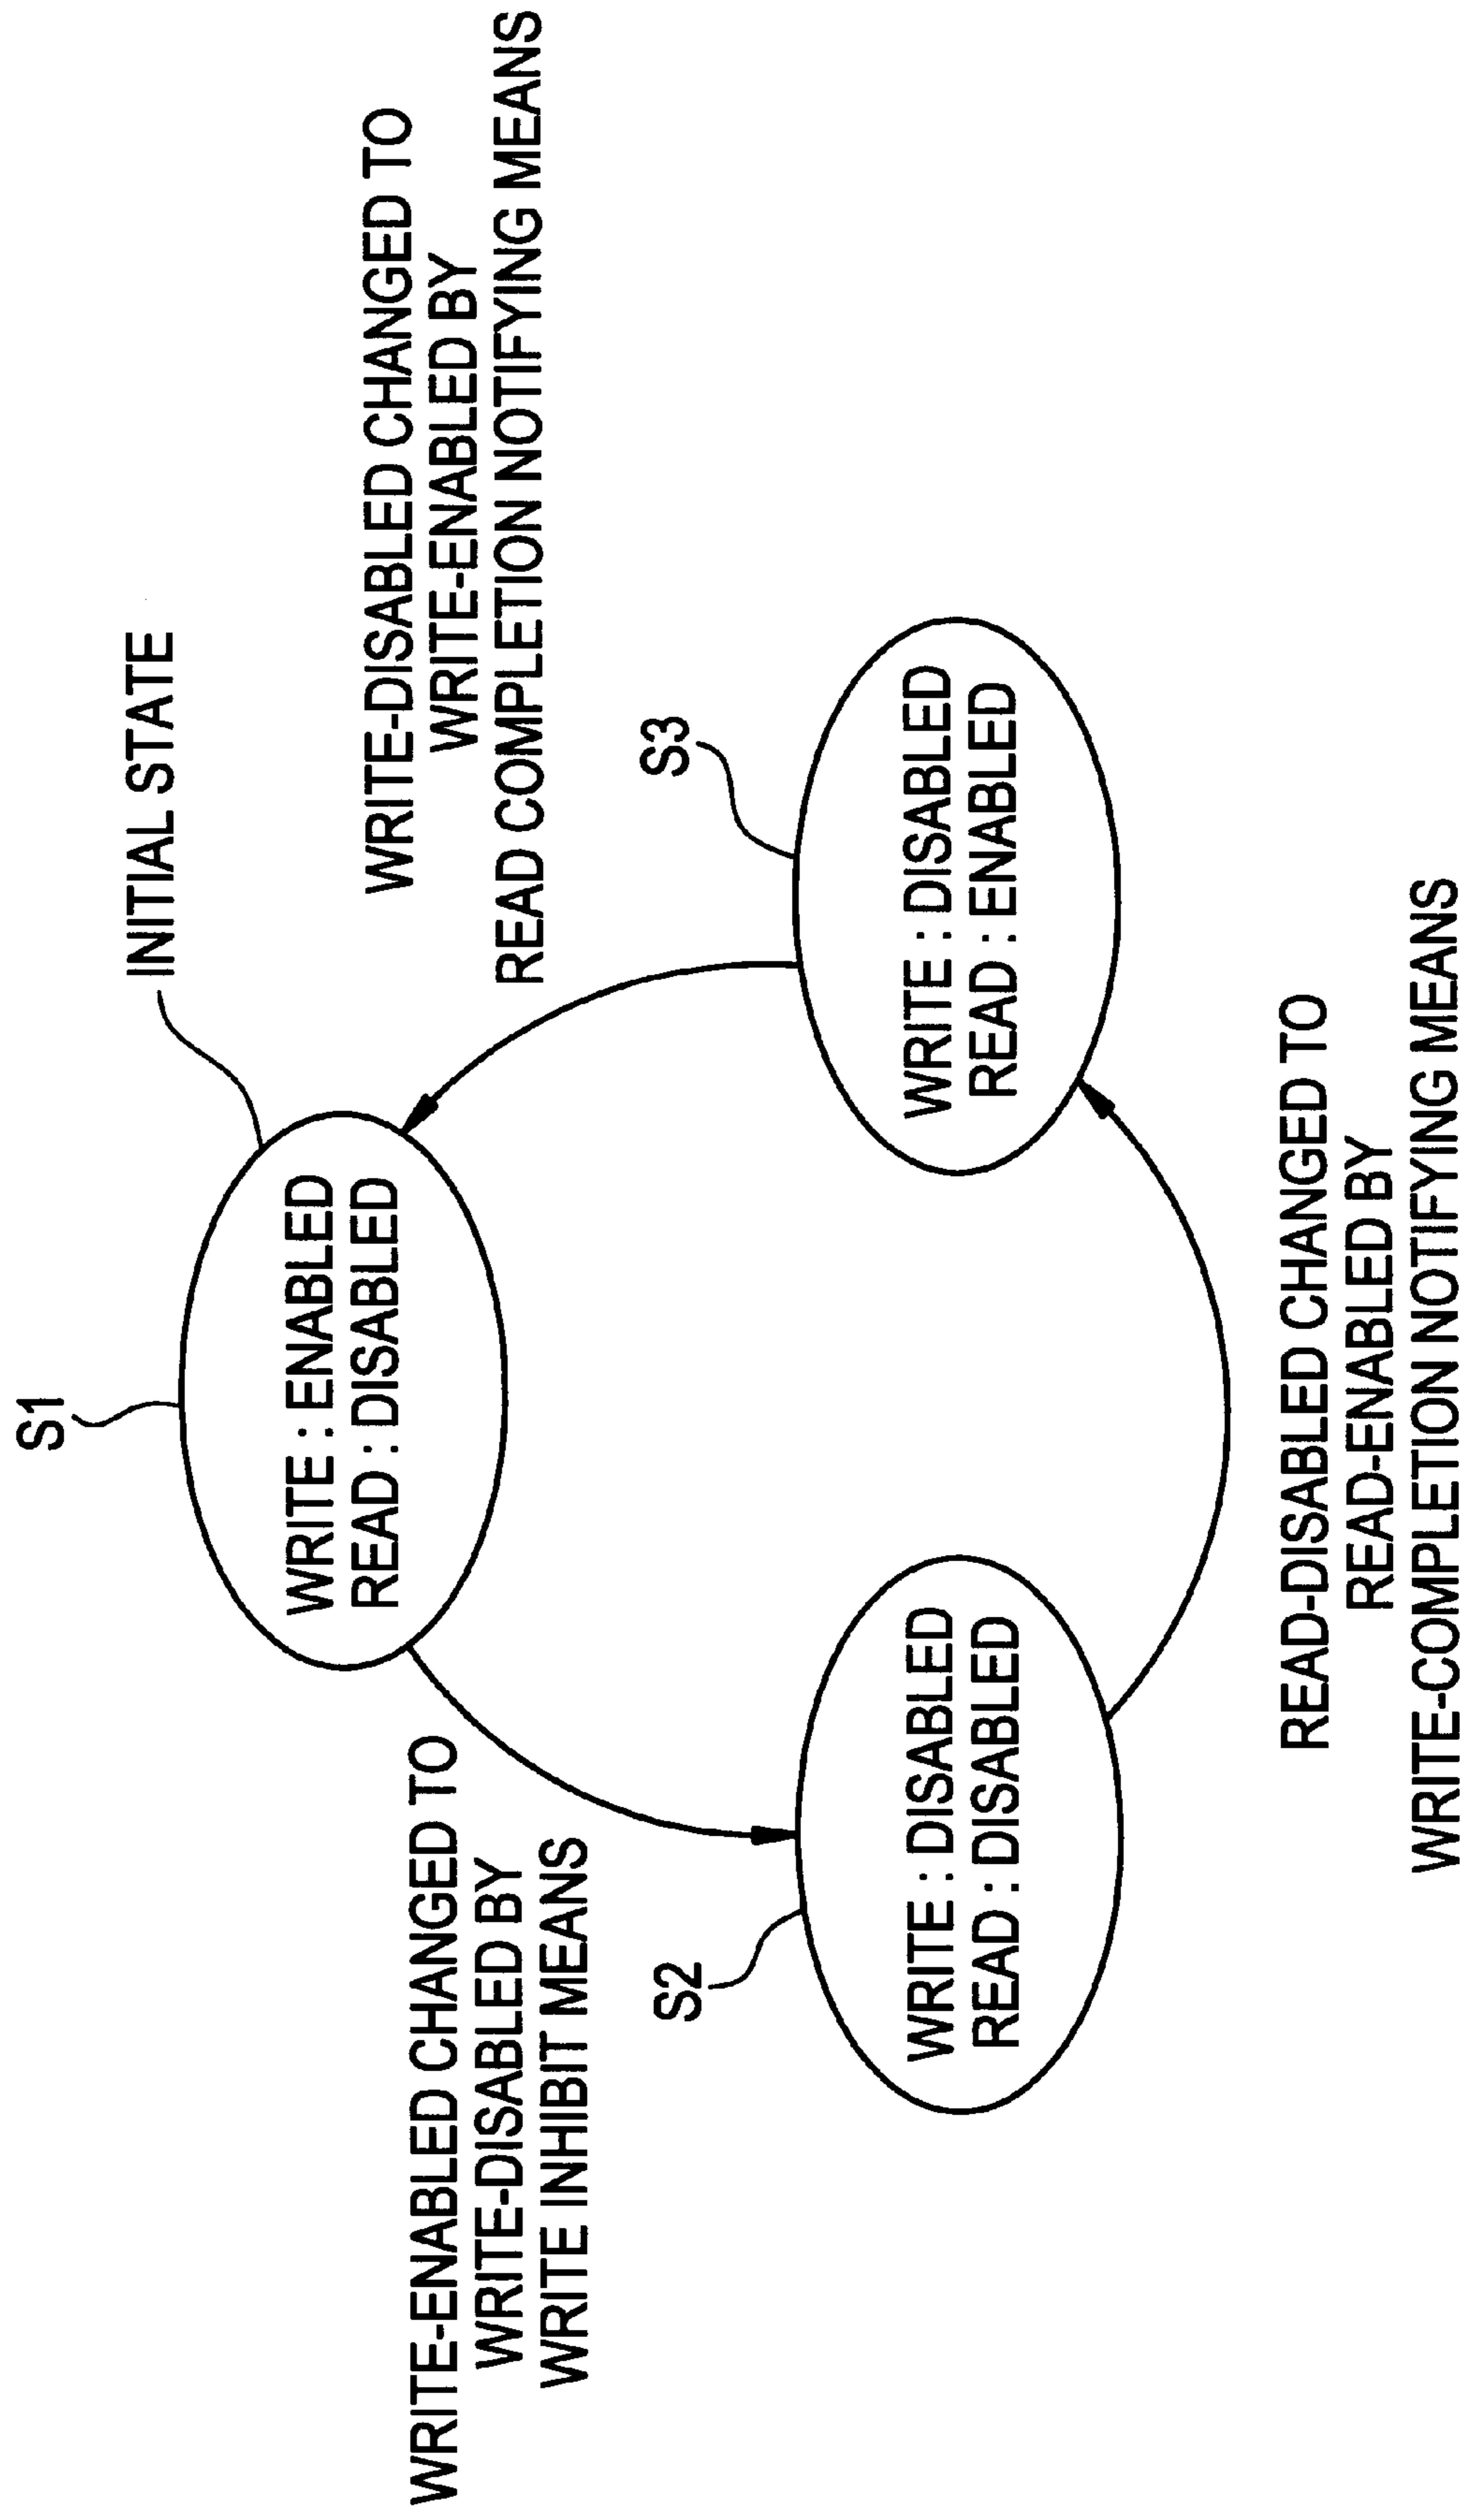 S1
INITIAL STATE
WRITE : ENABLED
READ : DISABLED
WRITE-DISABLED CHANGED TO
WRITE-ENABLED BY
READ COMPLETION NOTIFYING MEANS
WRITE-ENABLED CHANGED TO
WRITE-DISABLED BY
WRITE INHIBIT MEANS
S2
WRITE : DISABLED
READ : DISABLED
S3
WRITE : DISABLED
READ : ENABLED
READ-DISABLED CHANGED TO
READ-ENABLED BY
WRITE-COMPLETION NOTIFYING MEANS